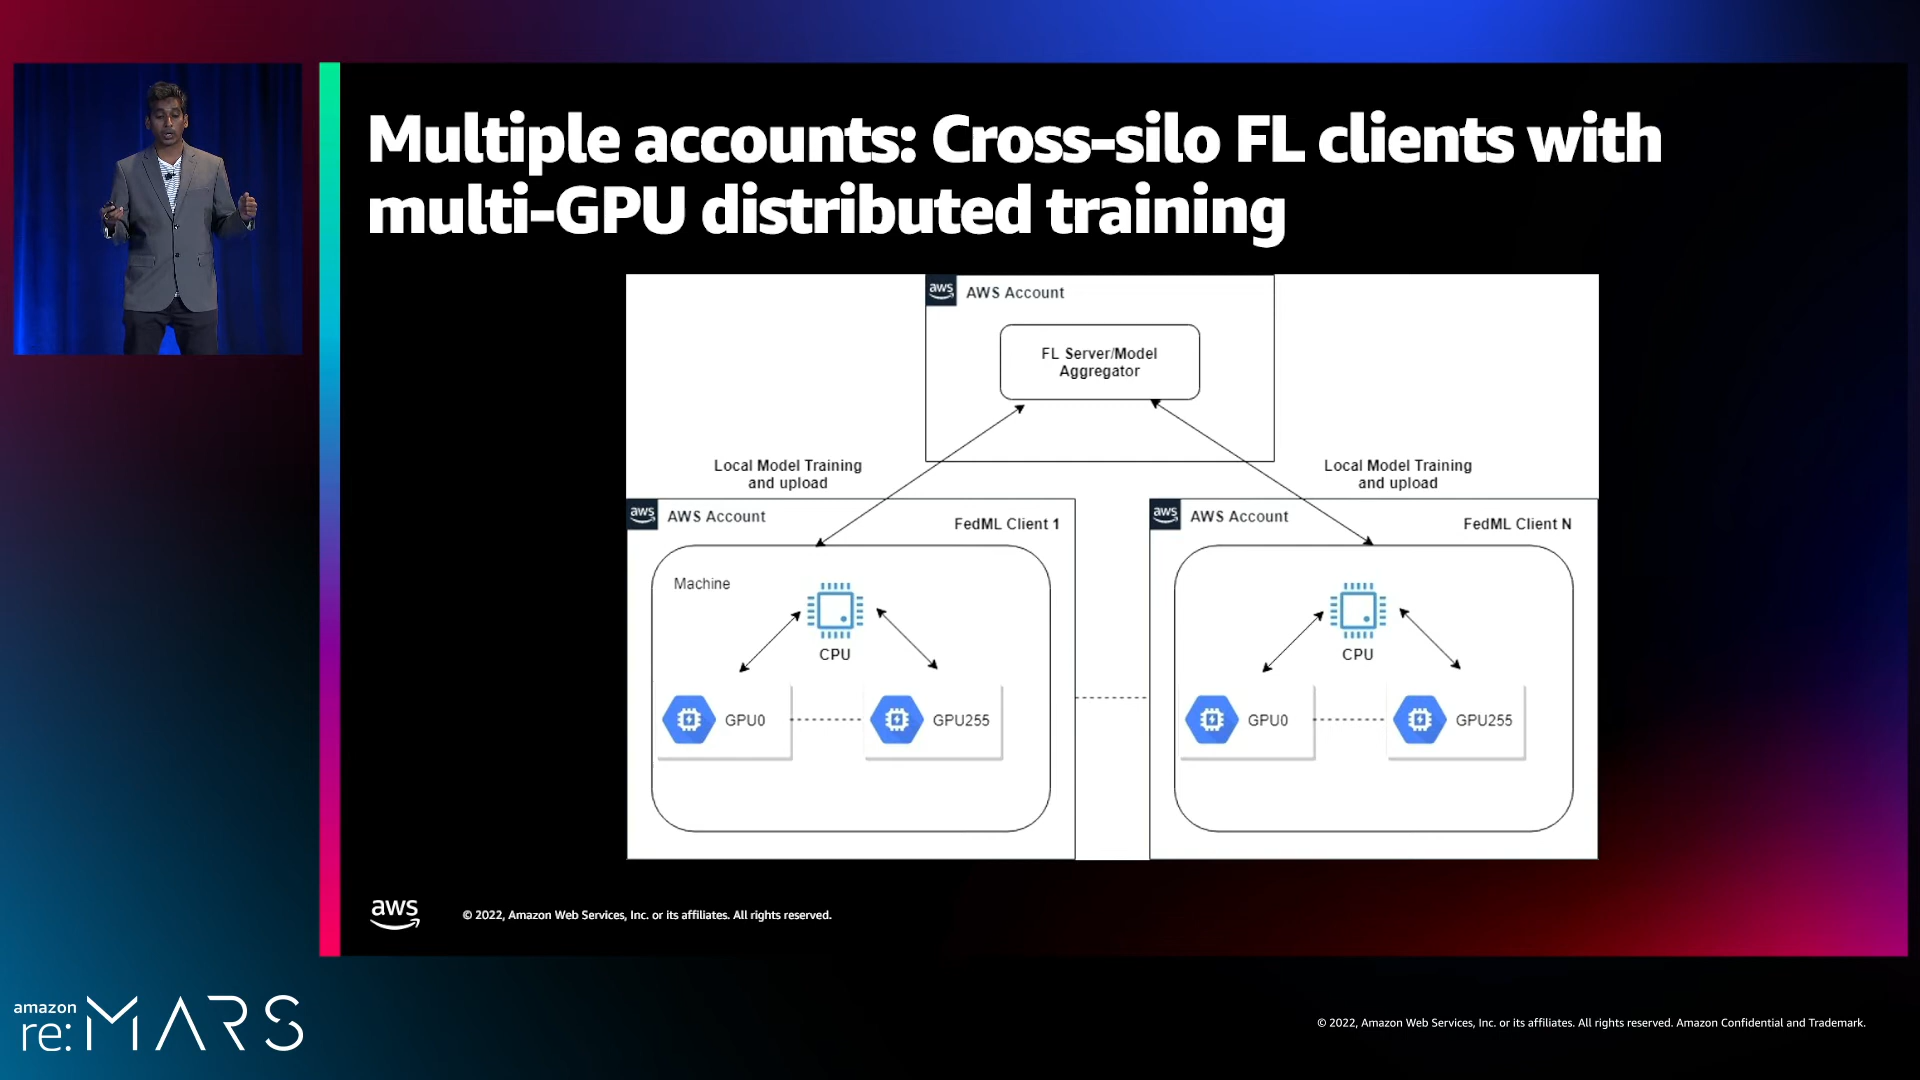 Multiple accounts: Cross-silo FL clients with
multi-GPU distributed training
aws
AWS Account
FL Server/Model
Aggregator
Local Model Training
and upload
Local Model Training
and upload
aws
AWS Account
FedML Client 1
Machine
CPU
GPU0
GPU255
aws
AWS Account
FedML Client N
CPU
GPU0
GPU255
aws
© 2022, Amazon Web Services, Inc. or its affiliates. All rights reserved.
amazon
re:MARS
© 2022, Amazon Web Services, Inc. or its affiliates. All rights reserved. Amazon Confidential and Trademark.